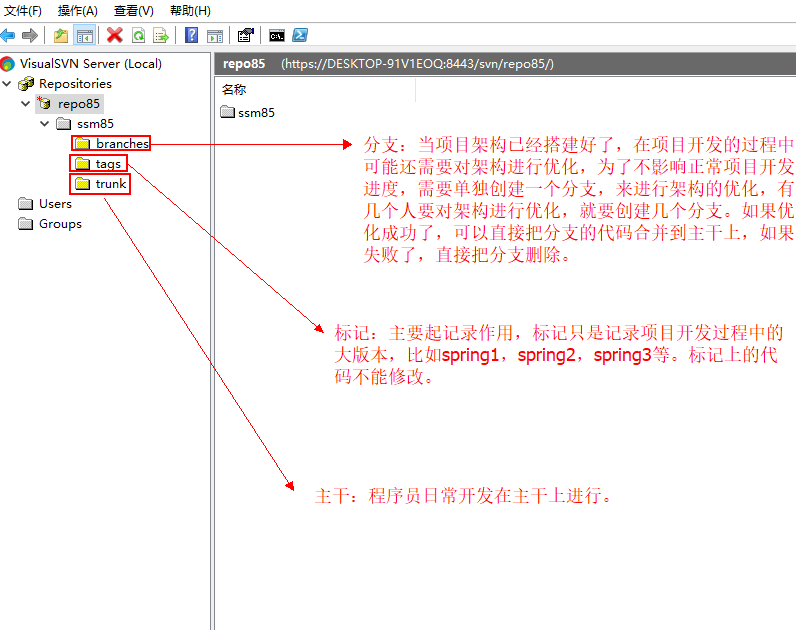 文件(F) 操作(A) 查看(V) 帮助(H)
VisualSVN Server (Local)
Repositories
repo85
ssm85
branches
tags
trunk
Users
Groups
repo85 (https://DESKTOP-91V1EOQ:8443/svn/repo85/)
名称
ssm85
分支：当项目架构已经搭建好了，在项目开发的过程中
可能还需要对架构进行优化，为了不影响正常项目开发
进度，需要单独创建一个分支，来进行架构的优化，有
几个人要对架构进行优化，就要创建几个分支。如果优
化成功了，可以直接把分支的代码合并到主干上，如果
失败了，直接把分支删除。
标记：主要起记录作用，标记只是记录项目开发过程中的
大版本，比如spring1，spring2，spring3等。标记上的代
码不能修改。
主干：程序员日常开发在主干上进行。